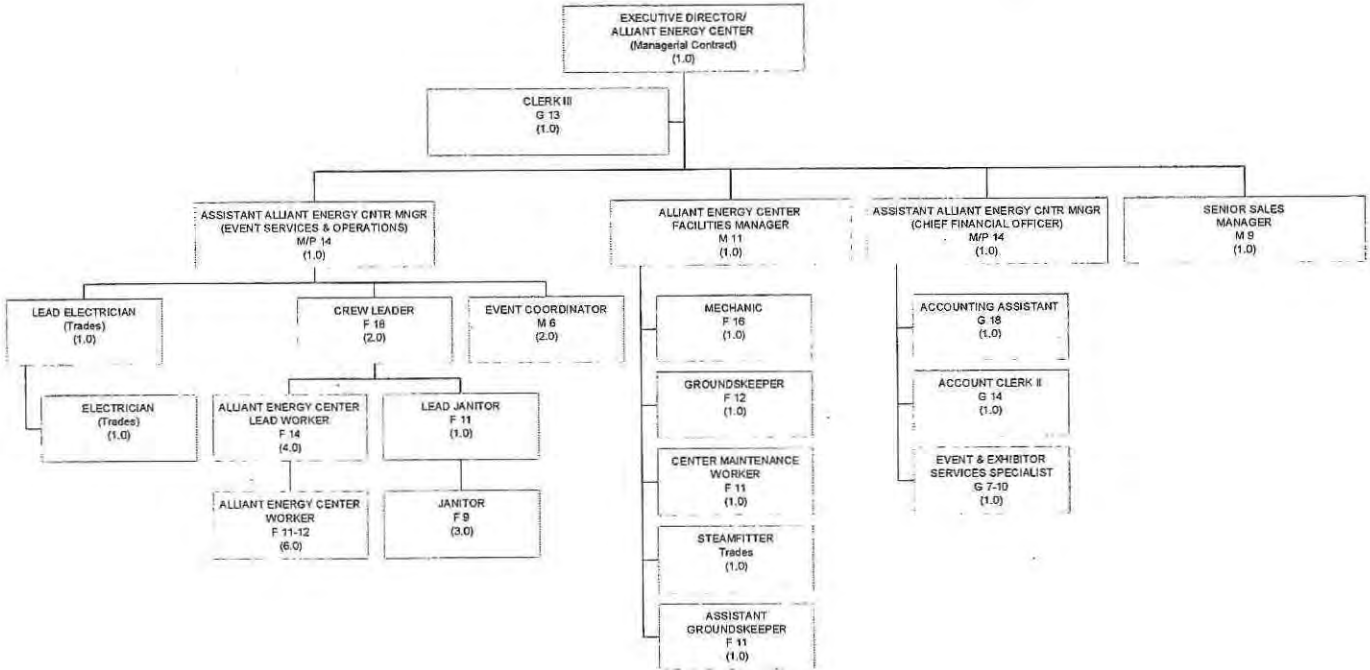 EXECUTIVE DIRECTOR/
ALLIANT ENERGY CENTER
(Managerial Contract)
(1.0)
CLERK III
G 13
(1.0)
ASSISTANT ALLIANT ENERGY CNTR MNGR
(EVENT SERVICES & OPERATIONS)
M/P 14
(1.0)
ALLIANT ENERGY CENTER
FACILITIES MANAGER
M 11
(1.0)
ASSISTANT ALLIANT ENERGY CNTR MNGR
(CHIEF FINANCIAL OFFICER)
M/P 14
(1.0)
SENIOR SALES
MANAGER
M 9
(1.0)
LEAD ELECTRICIAN
(Trades)
(1.0)
CREW LEADER
F 18
(2.0)
EVENT COORDINATOR
M 6
(2.0)
ELECTRICIAN
(Trades)
(1.0)
ALLIANT ENERGY CENTER
LEAD WORKER
F 14
(4.0)
LEAD JANITOR
F 11
(1.0)
ALLIANT ENERGY CENTER
WORKER
F 11-12
(6.0)
JANITOR
F 9
(3.0)
MECHANIC
F 16
(1.0)
GROUNDSKEEPER
F 12
(1.0)
CENTER MAINTENANCE
WORKER
F 11
(1.0)
STEAMFITTER
Trades
(1.0)
ASSISTANT
GROUNDSKEEPER
F 11
(1.0)
ACCOUNTING ASSISTANT
G 18
(1.0)
ACCOUNT CLERK II
G 14
(1.0)
EVENT & EXHIBITOR
SERVICES SPECIALIST
G 7-10
(1.0)